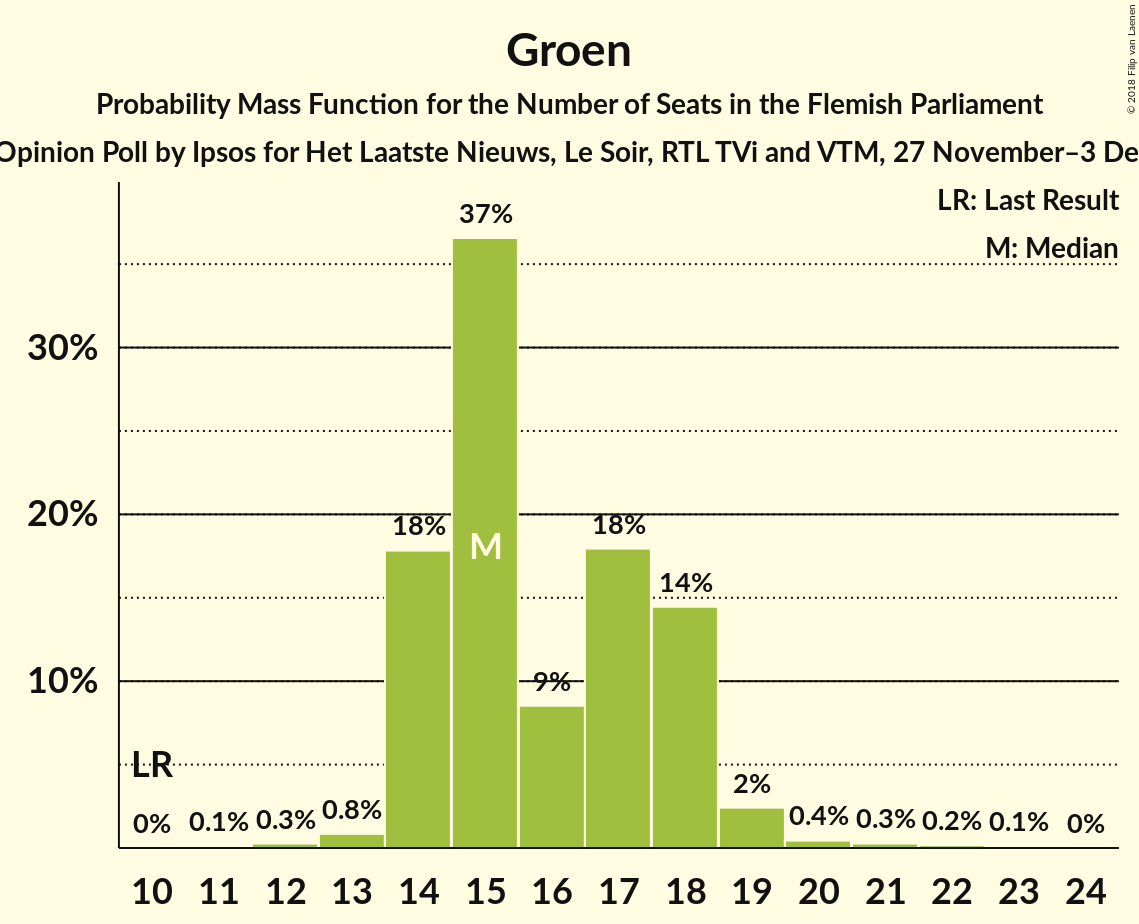 Groen
Probability Mass Function for the Number of Seats in the Flemish Parliament
Opinion Poll by Ipsos for Het Laatste Nieuws, Le Soir, RTL TVi and VTM, 27 November–3 De
© 2018 Filip van Laenen
LR: Last Result
M: Median
30%
20%
10%
LR
M
0%
0.1%
0.3%
0.8%
18%
37%
9%
18%
14%
2%
0.4%
0.3%
0.2%
0.1%
0%
10 11 12 13 14 15 16 17 18 19 20 21 22 23 24